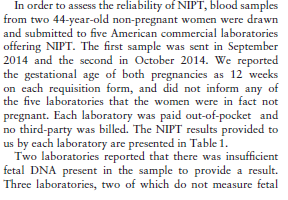 In order to assess the reliability of NIPT, blood samples
from two 44-year-old non-pregnant women were drawn
and submitted to five American commercial laboratories
offering NIPT. The first sample was sent in September
2014 and the second in October 2014. We reported
the gestational age of both pregnancies as 12 weeks
on each requisition form, and did not inform any of
the five laboratories that the women were in fact not
pregnant. Each laboratory was paid out-of-pocket and
no third-party was billed. The NIPT results provided to
us by each laboratory are presented in Table 1.
Two laboratories reported that there was insufficient
fetal DNA present in the sample to provide a result.
Three laboratories, two of which do not measure fetal